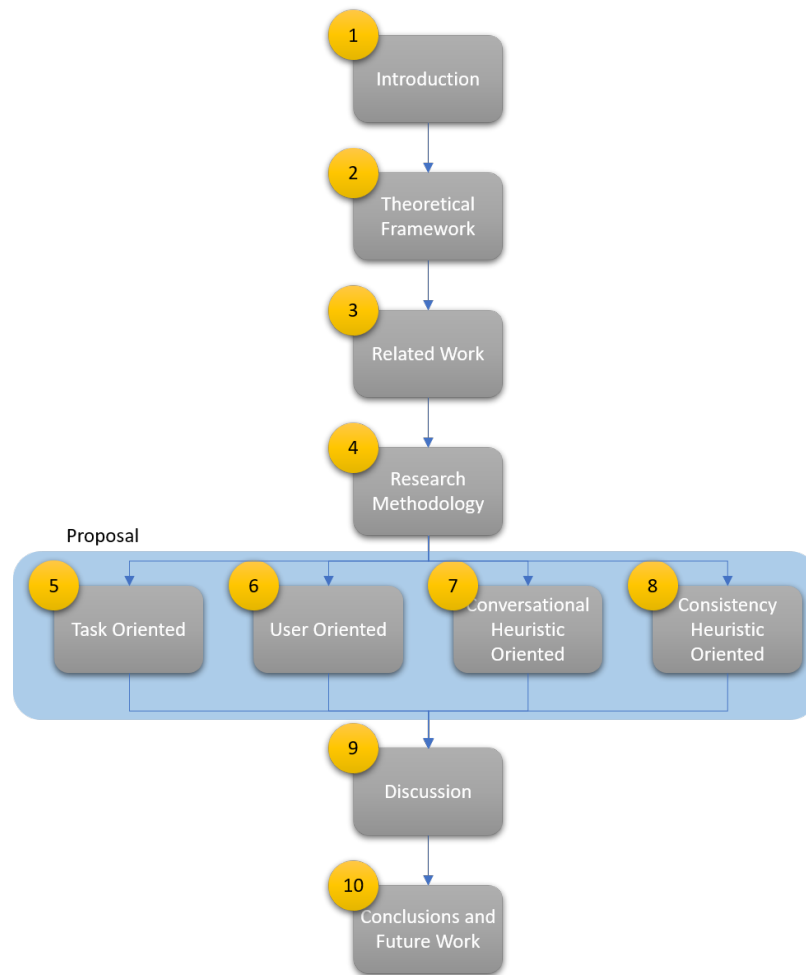 1
Introduction
2
Theoretical
Framework
3
Related Work
4
Research
Methodology
Proposal
5
Task Oriented
6
User Oriented
7
Conversational
Heuristic
Oriented
8
Consistency
Heuristic
Oriented
9
Discussion
10
Conclusions and
Future Work